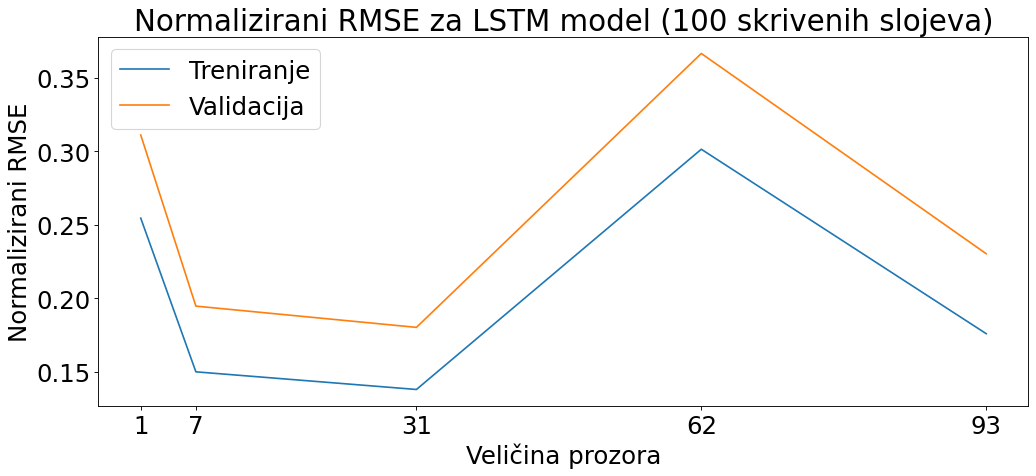 Normalizirani RMSE za LSTM model (100 skrivenih slojeva)
Treniranje
Validacija
Normalizirani RMSE
0.35
0.30
0.25
0.20
0.15
1 7 31 62 93
Veličina prozora